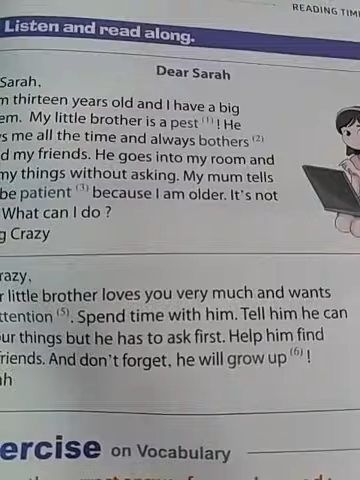 READING TIM
Listen and read along.
Dear Sarah
Sarah,
m thirteen years old and I have a big
em. My little brother is a pest (1) ! He
s me all the time and always bothers (2)
d my friends. He goes into my room and
my things without asking. My mum tells
be patient (3) because I am older. It's not
What can I do ?
g Crazy
razy,
r little brother loves you very much and wants
ttention (5). Spend time with him. Tell him he can
ur things but he has to ask first. Help him find
riends. And don't forget, he will grow up (6) !
ah
ercise on Vocabulary